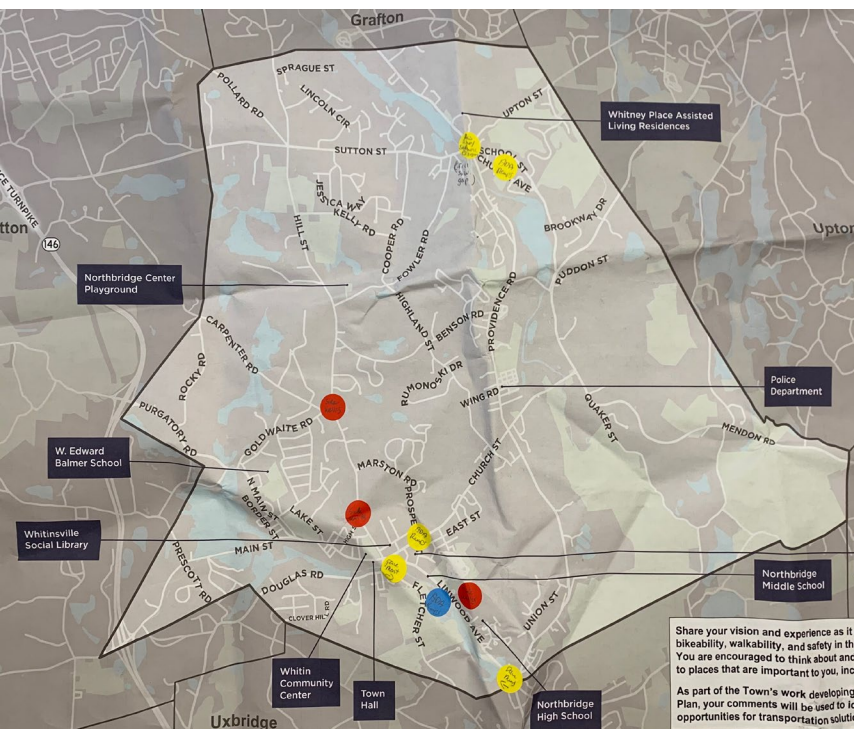 Grafton
SPRAGUE ST
POLLARD RD
LINCOLN CIR
UPTON ST
Whitney Place Assisted
Living Residences
SUTTON ST
SCHOOL ST
AVE
JESSICA WAY
KELLY RD
CE TURNPIKE
tton
146
HILL ST
COOPER RD
FOWLER RD
BROOKWAY DR
Upton
PUDDON ST
Northbridge Center
Playground
HIGHLAND ST
BENSON RD
PROVIDENCE RD
CARPENTER RD
ROCKY RD
RUMONOSKI DR
WING RD
Police
Department
PURGATORY RD
GOLDWAITE RD
QUAKER ST
MENDON RD
W. Edward
Balmer School
MARSTON RD
CHURCH ST
N MAIN ST
BORDER ST
LAKE ST
PROSPE
EAST ST
Whitinsville
Social Library
MAIN ST
PRESCOTT RD
DOUGLAS RD
Northbridge
Middle School
CLOVER HILL RD
FLETCHER ST
LINWOOD AVE
UNION ST
Whitin
Community
Center
Town
Hall
Northbridge
High School
Uxbridge
Share your vision and experience as it
bikeability, walkability, and safety in th
You are encouraged to think about and
to places that are important to you, inc
As part of the Town's work developing
Plan, your comments will be used to id
opportunities for transportation solutio